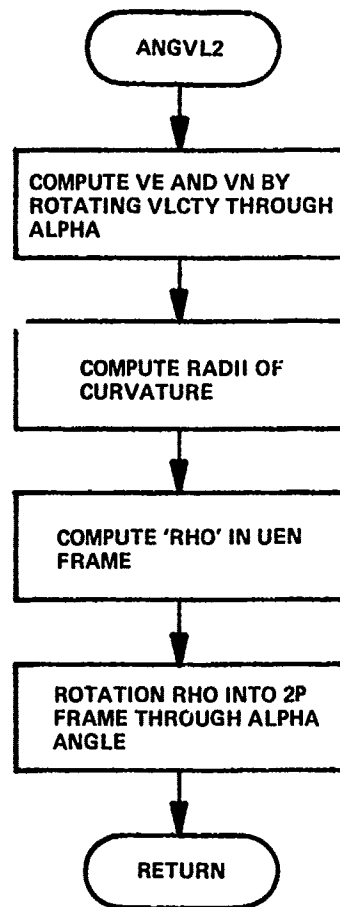 ANGVL2
COMPUTE VE AND VN BY
ROTATING VLCTY THROUGH
ALPHA
COMPUTE RADII OF
CURVATURE
COMPUTE 'RHO' IN UEN
FRAME
ROTATION RHO INTO 2P
FRAME THROUGH ALPHA
ANGLE
RETURN